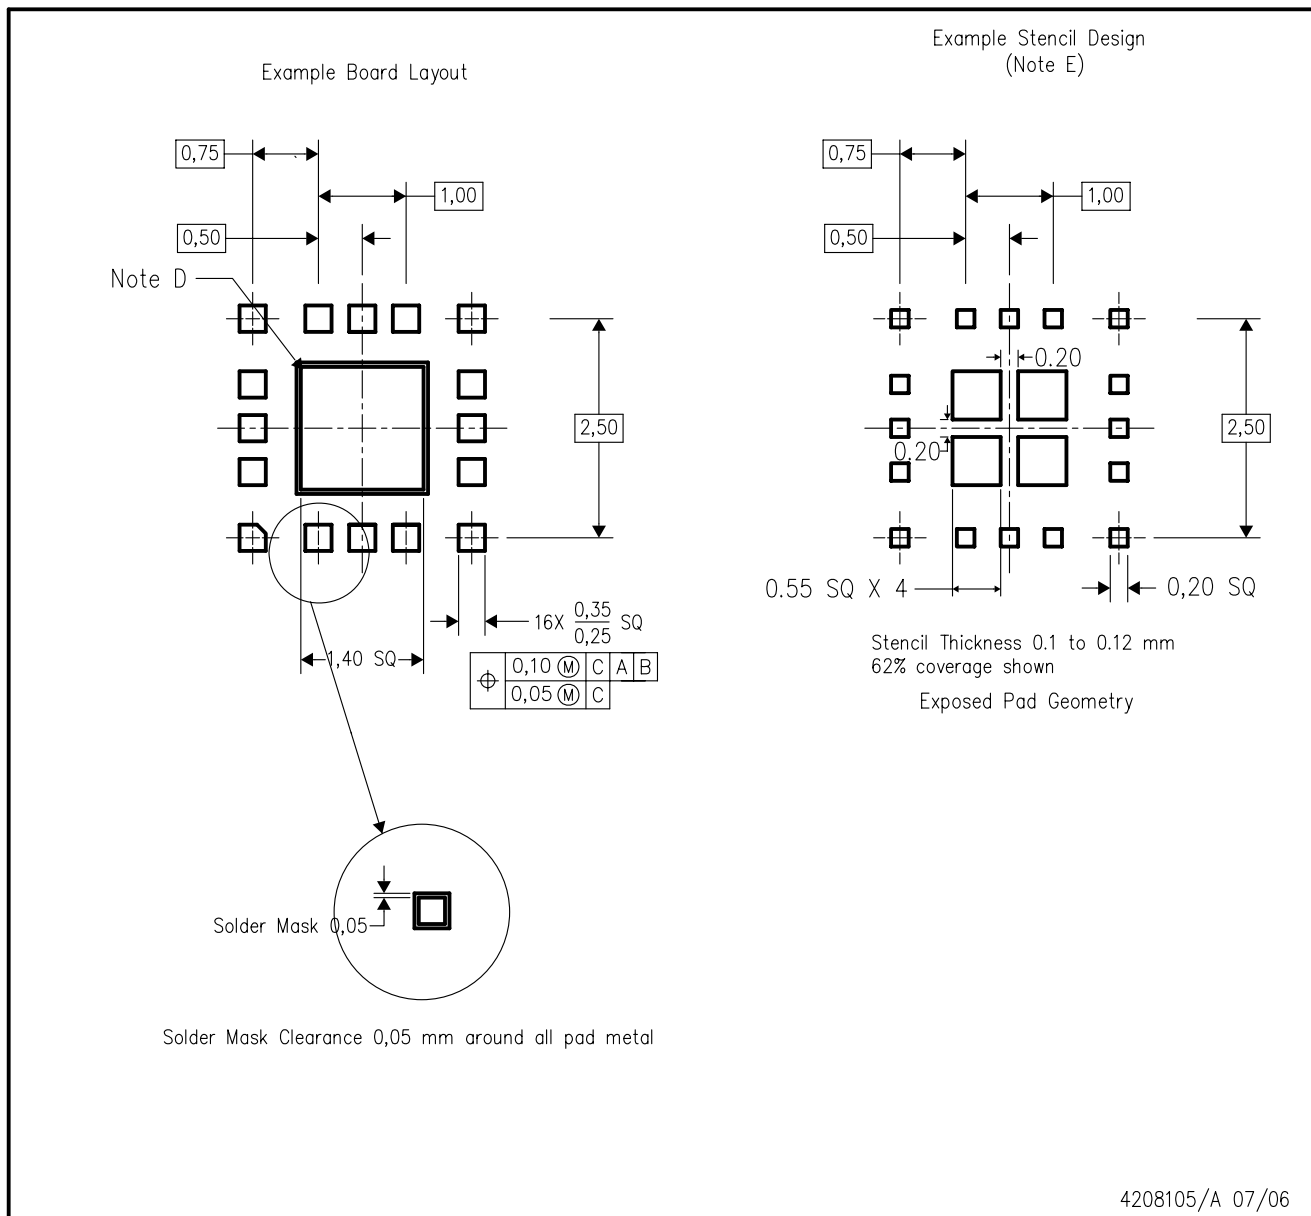 Example Board Layout
0,75
1,00
0,50
Note D
2,50
16X 0,35
0,25 SQ
1,40 SQ
0,10 Ⓜ C A B
0,05 Ⓜ C
Solder Mask 0,05
Solder Mask Clearance 0,05 mm around all pad metal
Example Stencil Design
(Note E)
0,75
1,00
0,50
0.20
2,50
0.20
0.55 SQ X 4
0,20 SQ
Stencil Thickness 0.1 to 0.12 mm
62% coverage shown
Exposed Pad Geometry
4208105/A 07/06